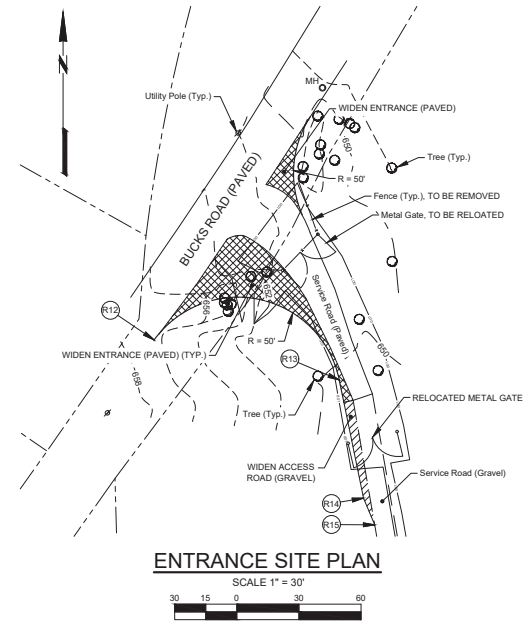 N
MH
Utility Pole (Typ.)
WIDEN ENTRANCE (PAVED)
650
Tree (Typ.)
R = 50'
BUCKS ROAD (PAVED)
Fence (Typ.), TO BE REMOVED
Metal Gate, TO BE RELOATED
652
656
R12
Service Road (Paved)
R = 50'
WIDEN ENTRANCE (PAVED) (TYP.)
R13
650
658
Tree (Typ.)
RELOCATED METAL GATE
WIDEN ACCESS
ROAD (GRAVEL)
Service Road (Gravel)
R14
R15
ENTRANCE SITE PLAN
SCALE 1" = 30'
30 15 0 30 60